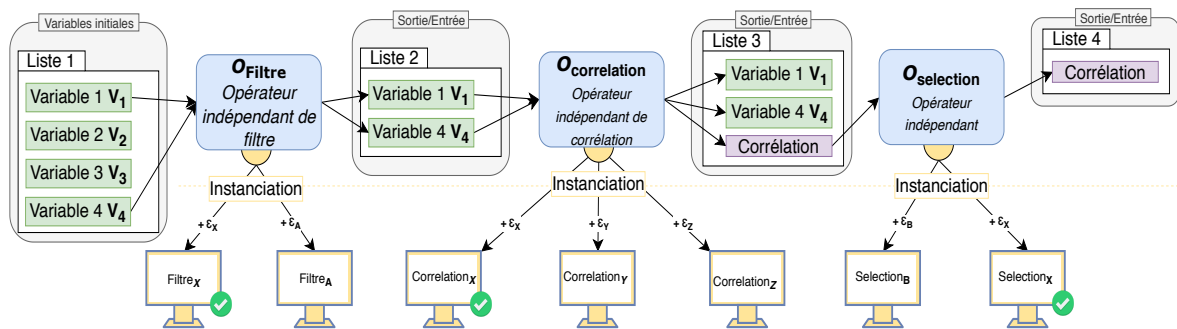 Variables initiales
Liste 1
Variable 1 V1
Variable 2 V2
Variable 3 V3
Variable 4 V4
OFiltre
Opérateur
indépendant de
filtre
Instanciation
+ εX
+ εA
FiltreX
FiltreA
Sortie/Entrée
Liste 2
Variable 1 V1
Variable 4 V4
Ocorrelation
Opérateur
indépendant de
corrélation
Instanciation
+ εX
+ εY
+ εZ
CorrelationX
CorrelationY
CorrelationZ
Sortie/Entrée
Liste 3
Variable 1 V1
Variable 4 V4
Corrélation
Oselection
Opérateur
indépendant
Instanciation
+ εB
+ εX
SelectionB
SelectionX
Sortie/Entrée
Liste 4
Corrélation